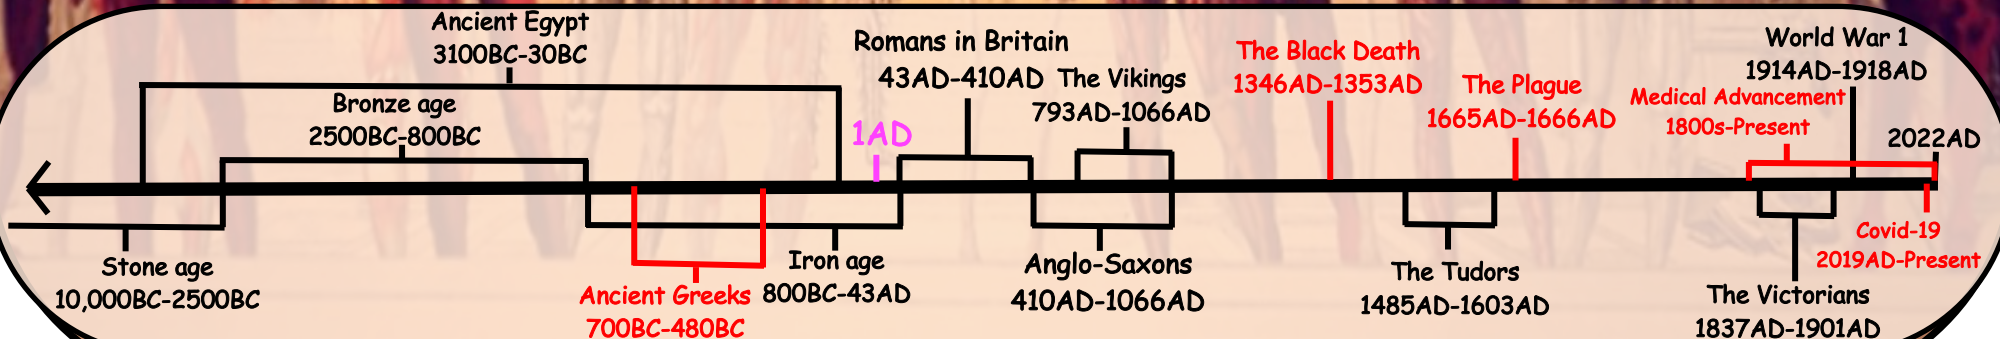 Ancient Egypt
3100BC-30BC
Bronze age
2500BC-800BC
1AD
Romans in Britain
43AD-410AD
The Vikings
793AD-1066AD
The Black Death
1346AD-1353AD
The Plague
1665AD-1666AD
World War 1
1914AD-1918AD
Medical Advancement
1800s-Present
2022AD
Stone age
10,000BC-2500BC
Ancient Greeks
700BC-480BC
Iron age
800BC-43AD
Anglo-Saxons
410AD-1066AD
The Tudors
1485AD-1603AD
The Victorians
1837AD-1901AD
Covid-19
2019AD-Present